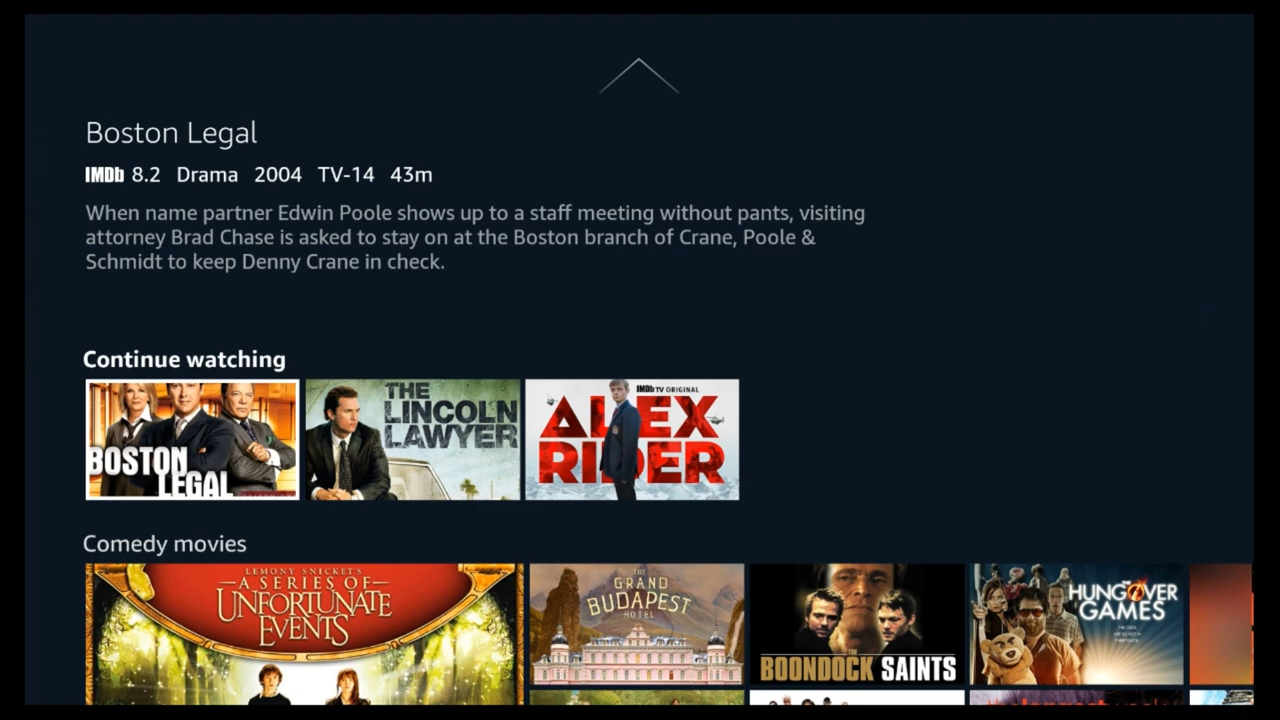 Boston Legal
IMDb 8.2 Drama 2004 TV-14 43m
When name partner Edwin Poole shows up to a staff meeting without pants, visiting
attorney Brad Chase is asked to stay on at the Boston branch of Crane, Poole &
Schmidt to keep Denny Crane in check.
Continue watching
BOSTON
LEGAL
THE
LINCOLN
LAWYER
IMDb TV ORIGINAL
ALEX
RIDER
Comedy movies
LEMONY SNICKET'S
A SERIES OF
UNFORTUNATE
EVENTS
THE
GRAND
BUDAPEST
HOTEL
THE
BOONDOCK SAINTS
THE
HUNGOVER
GAMES